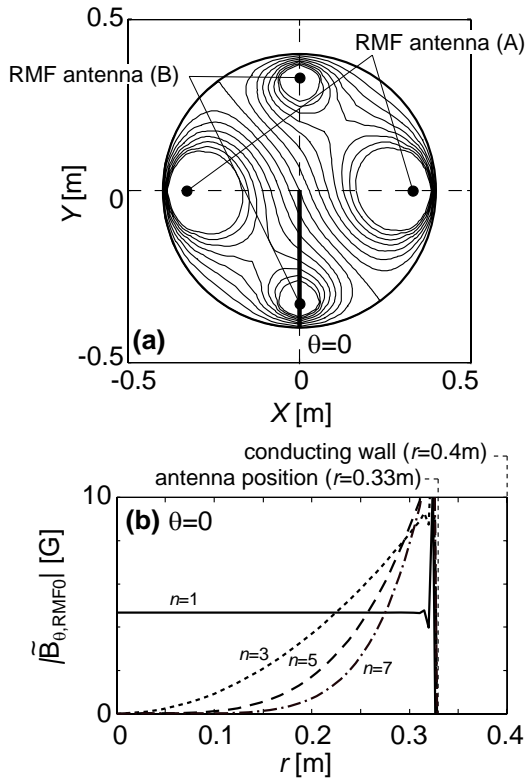 0.5
RMF antenna (A)
RMF antenna (B)
Y [m]
0
(a)
θ=0
-0.5
-0.5
0
0.5
X [m]
conducting wall (r=0.4m)
antenna position (r=0.33m)
10
(b) θ=0
|B̃θ,RMF0| [G]
n=1
n=3
n=5
n=7
0
0
0.1
0.2
0.3
0.4
r [m]